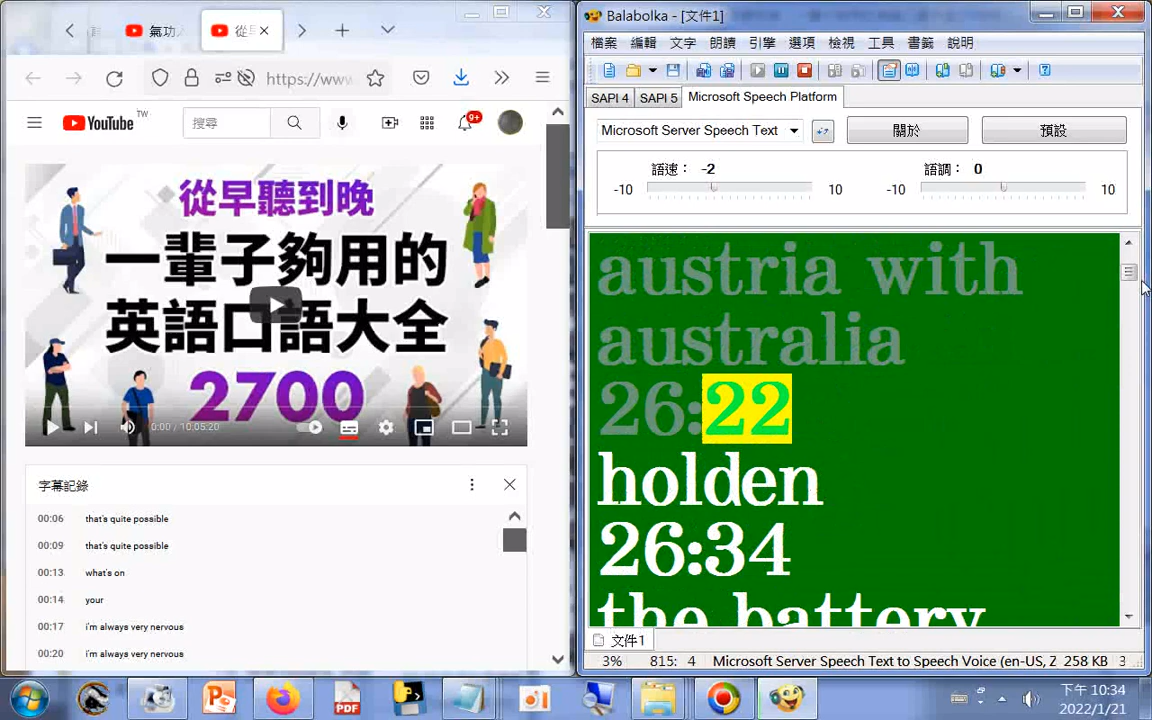 氣功
從
https://www
YouTube TW
搜尋
9+
從早聽到晚
一輩子夠用的
英語口語大全
2700
0:00 / 10:05:20
字幕記錄
00:06 that's quite possible
00:09 that's quite possible
00:13 what's on
00:14 your
00:17 i'm always very nervous
00:20 i'm always very nervous
Balabolka - [文件1]
檔案 編輯 文字 朗讀 引擎 選項 檢視 工具 書籤 說明
SAPI 4 SAPI 5 Microsoft Speech Platform
Microsoft Server Speech Text 關於 預設
語速： -2 語調： 0
-10 10 -10 10
austria with
australia
26:22
holden
26:34
the battery
文件1
3% 815: 4 Microsoft Server Speech Text to Speech Voice (en-US, Z 258 KB 3
PDF
下午 10:34
2022/1/21